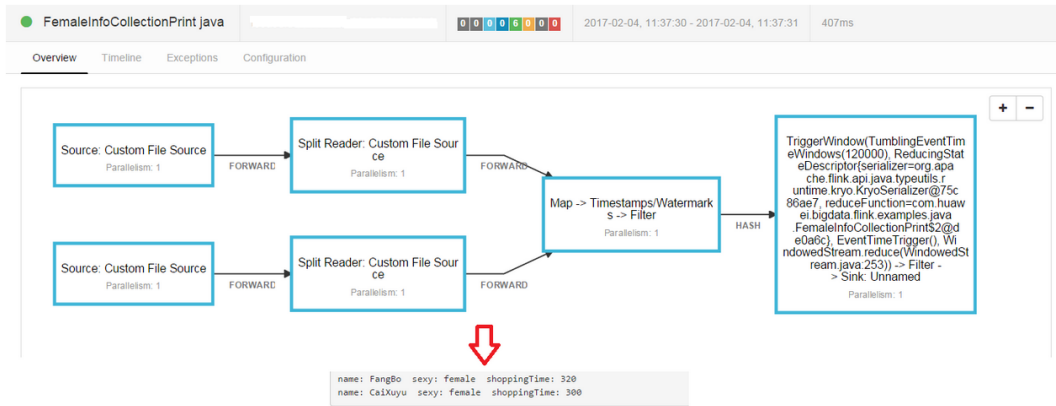 FemaleInfoCollectionPrint java
0 0 0 0 6 0 0 0
2017-02-04, 11:37:30 - 2017-02-04, 11:37:31
407ms
Overview
Timeline
Exceptions
Configuration
+
−
Source: Custom File Source
Parallelism: 1
FORWARD
Split Reader: Custom File Sour
ce
Parallelism: 1
FORWARD
Source: Custom File Source
Parallelism: 1
FORWARD
Split Reader: Custom File Sour
ce
Parallelism: 1
FORWARD
Map -> Timestamps/Watermark
s -> Filter
Parallelism: 1
HASH
TriggerWindow(TumblingEventTim
eWindows(120000), ReducingStat
eDescriptor{serializer=org.apa
che.flink.api.java.typeutils.r
untime.kryo.KryoSerializer@75c
86ae7, reduceFunction=com.huaw
ei.bigdata.flink.examples.java
.FemaleInfoCollectionPrint$2@d
e0a6c}, EventTimeTrigger(), Wi
ndowedStream.reduce(WindowedSt
ream.java:253)) -> Filter -
> Sink: Unnamed
Parallelism: 1
name: FangBo sexy: female shoppingTime: 320
name: CaiXuyu sexy: female shoppingTime: 300